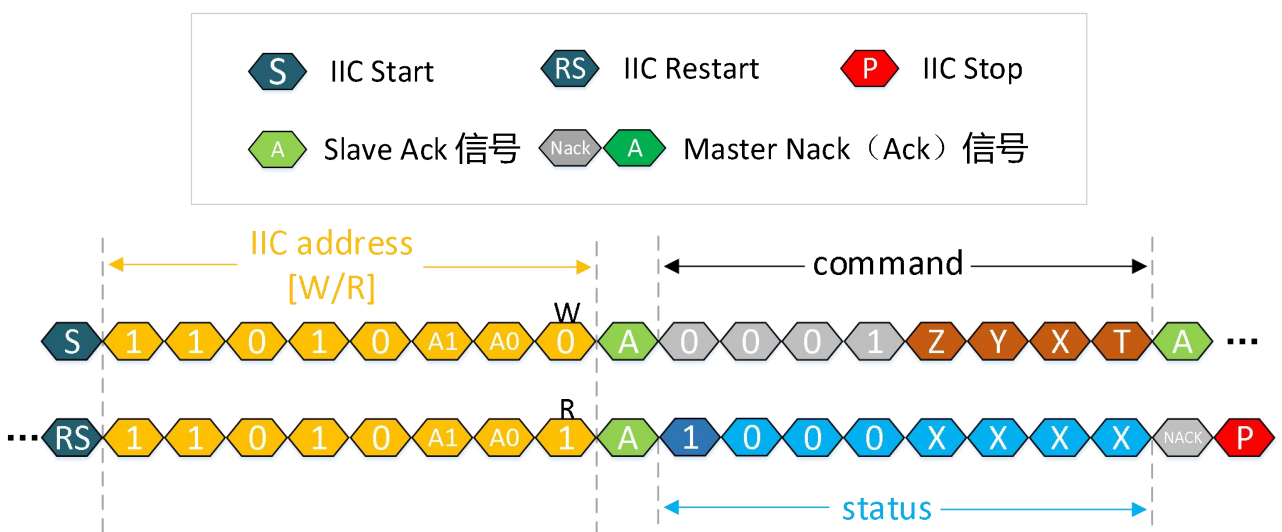 S IIC Start RS IIC Restart P IIC Stop
A Slave Ack 信号 Nack A Master Nack（Ack）信号
IIC address
[W/R]
command
W
S 1 1 0 1 0 A1 A0 0 A 0 0 0 1 Z Y X T A ...
R
... RS 1 1 0 1 0 A1 A0 1 A 1 0 0 0 X X X X NACK P
status